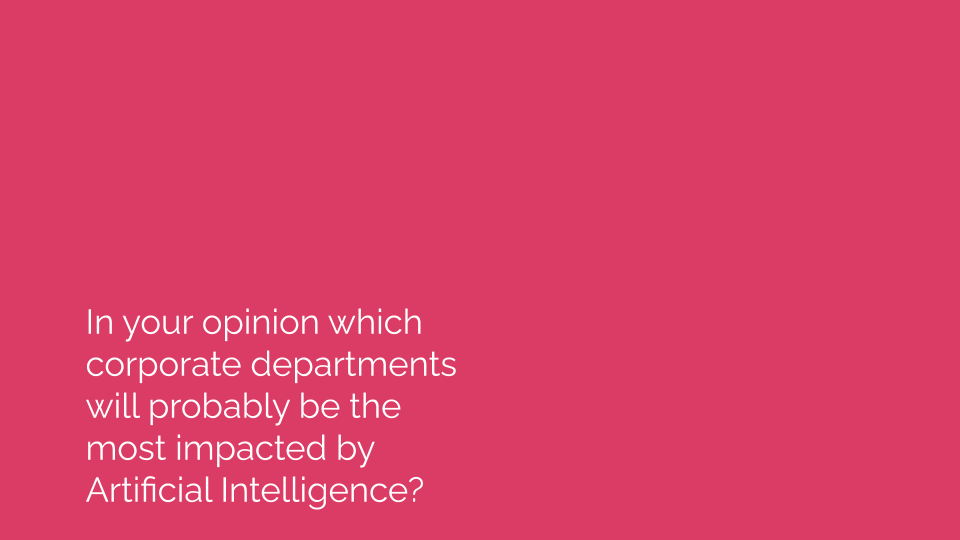 In your opinion which
corporate departments
will probably be the
most impacted by
Artificial Intelligence?